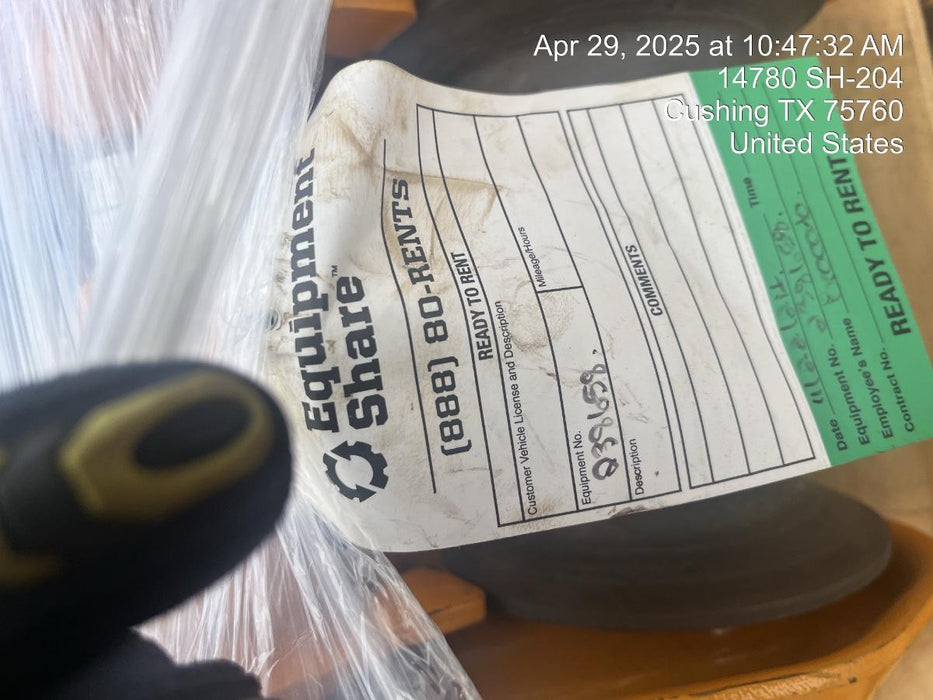 Apr 29, 2025 at 10:47:32 AM
14780 SH-204
Cushing TX 75760
United States
Equipment
Share™
(888) 80-RENTS
READY TO RENT
Customer Vehicle License and Description
Mileage/Hours
Equipment No.
Description
COMMENTS
Date
Time
Equipment No.
Employee's Name
Contract No.
READY TO RENT